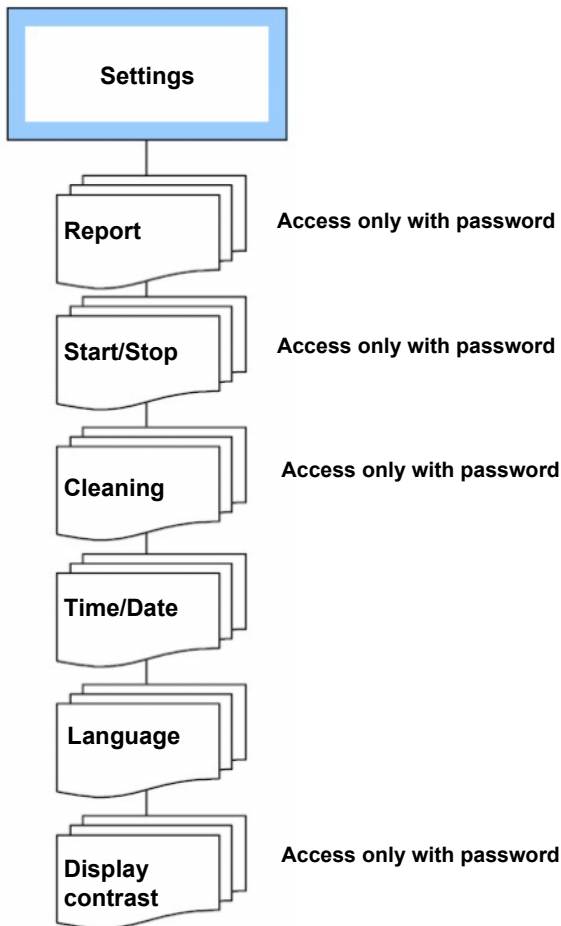 Settings
Report
Access only with password
Start/Stop
Access only with password
Cleaning
Access only with password
Time/Date
Language
Display
contrast
Access only with password